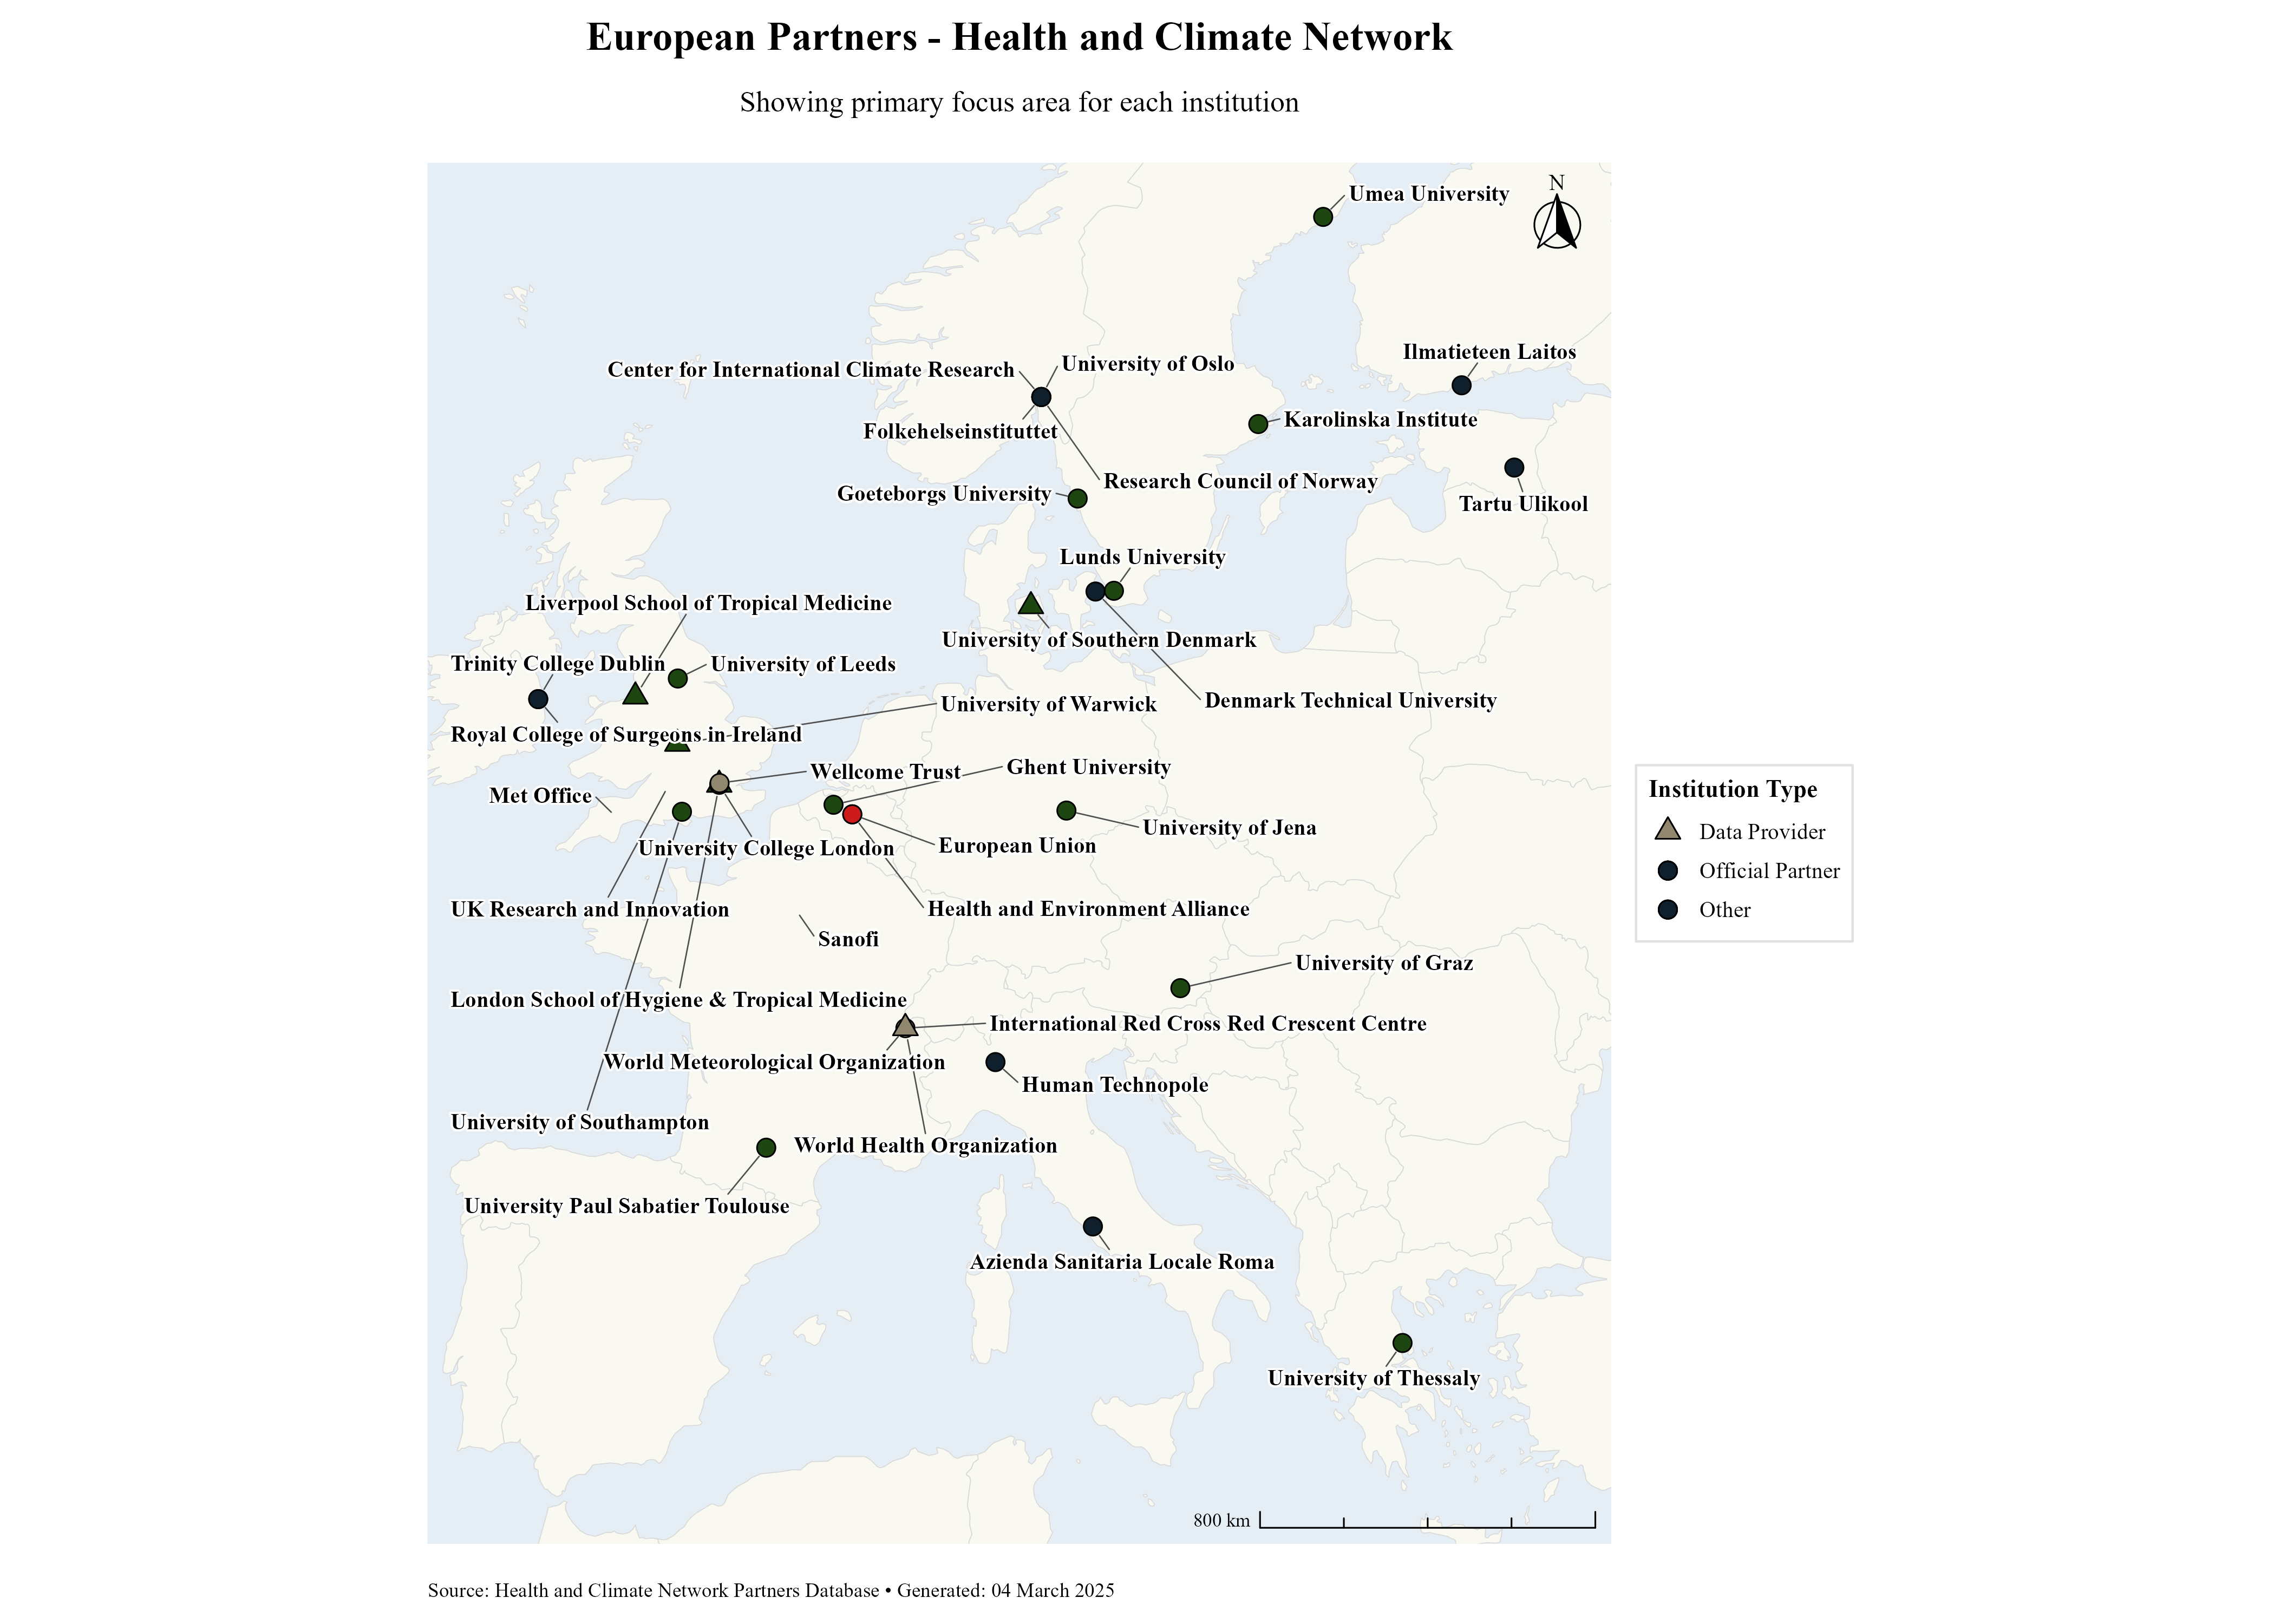 European Partners - Health and Climate Network
Showing primary focus area for each institution
Umea University
N
Ilmatieteen Laitos
Center for International Climate Research
University of Oslo
Karolinska Institute
Folkehelseinstituttet
Research Council of Norway
Goeteborgs University
Tartu Ulikool
Lunds University
Liverpool School of Tropical Medicine
University of Southern Denmark
Trinity College Dublin
University of Leeds
Denmark Technical University
University of Warwick
Royal College of Surgeons in Ireland
Wellcome Trust
Ghent University
Met Office
University of Jena
University College London
European Union
UK Research and Innovation
Health and Environment Alliance
Sanofi
University of Graz
London School of Hygiene & Tropical Medicine
International Red Cross Red Crescent Centre
World Meteorological Organization
Human Technopole
University of Southampton
World Health Organization
University Paul Sabatier Toulouse
Azienda Sanitaria Locale Roma
University of Thessaly
800 km
Institution Type
Data Provider
Official Partner
Other
Source: Health and Climate Network Partners Database • Generated: 04 March 2025